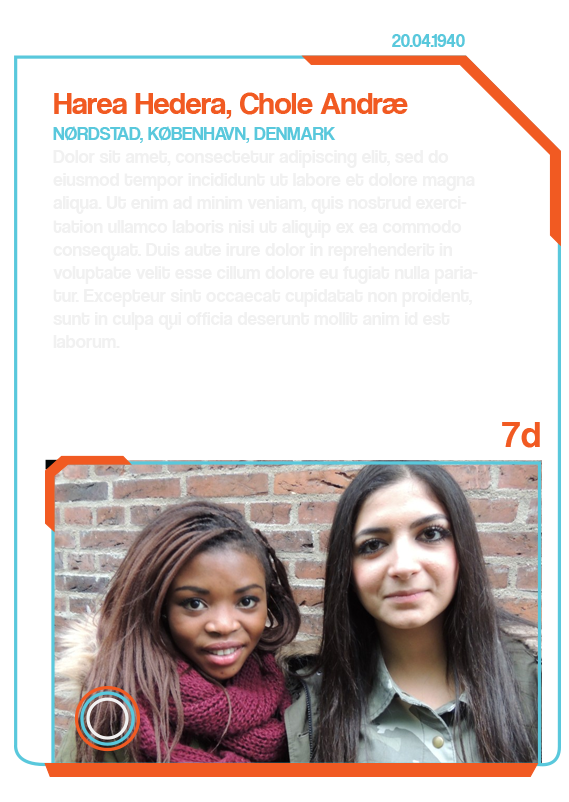 20.04.1940
Harea Hedera, Chole Andræ
NØRDSTAD, KØBENHAVN, DENMARK
Dolor sit amet, consectetur adipiscing elit, sed do
eiusmod tempor incididunt ut labore et dolore magna
aliqua. Ut enim ad minim veniam, quis nostrud exerci-
tation ullamco laboris nisi ut aliquip ex ea commodo
consequat. Duis aute irure dolor in reprehenderit in
voluptate velit esse cillum dolore eu fugiat nulla paria-
tur. Excepteur sint occaecat cupidatat non proident,
sunt in culpa qui officia deserunt mollit anim id est
laborum.
7d